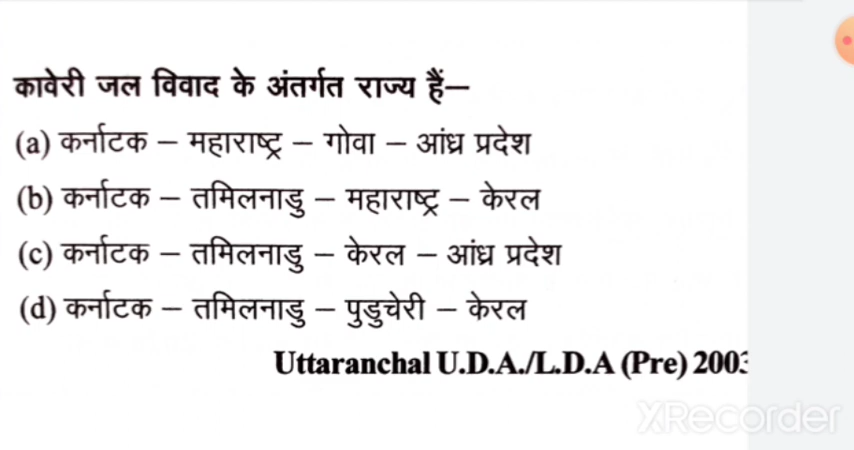 कावेरी जल विवाद के अंतर्गत राज्य हैं–
(a) कर्नाटक – महाराष्ट्र – गोवा – आंध्र प्रदेश
(b) कर्नाटक – तमिलनाडु – महाराष्ट्र – केरल
(c) कर्नाटक – तमिलनाडु – केरल – आंध्र प्रदेश
(d) कर्नाटक – तमिलनाडु – पुडुचेरी – केरल
Uttaranchal U.D.A./L.D.A (Pre) 2003
XRecorder